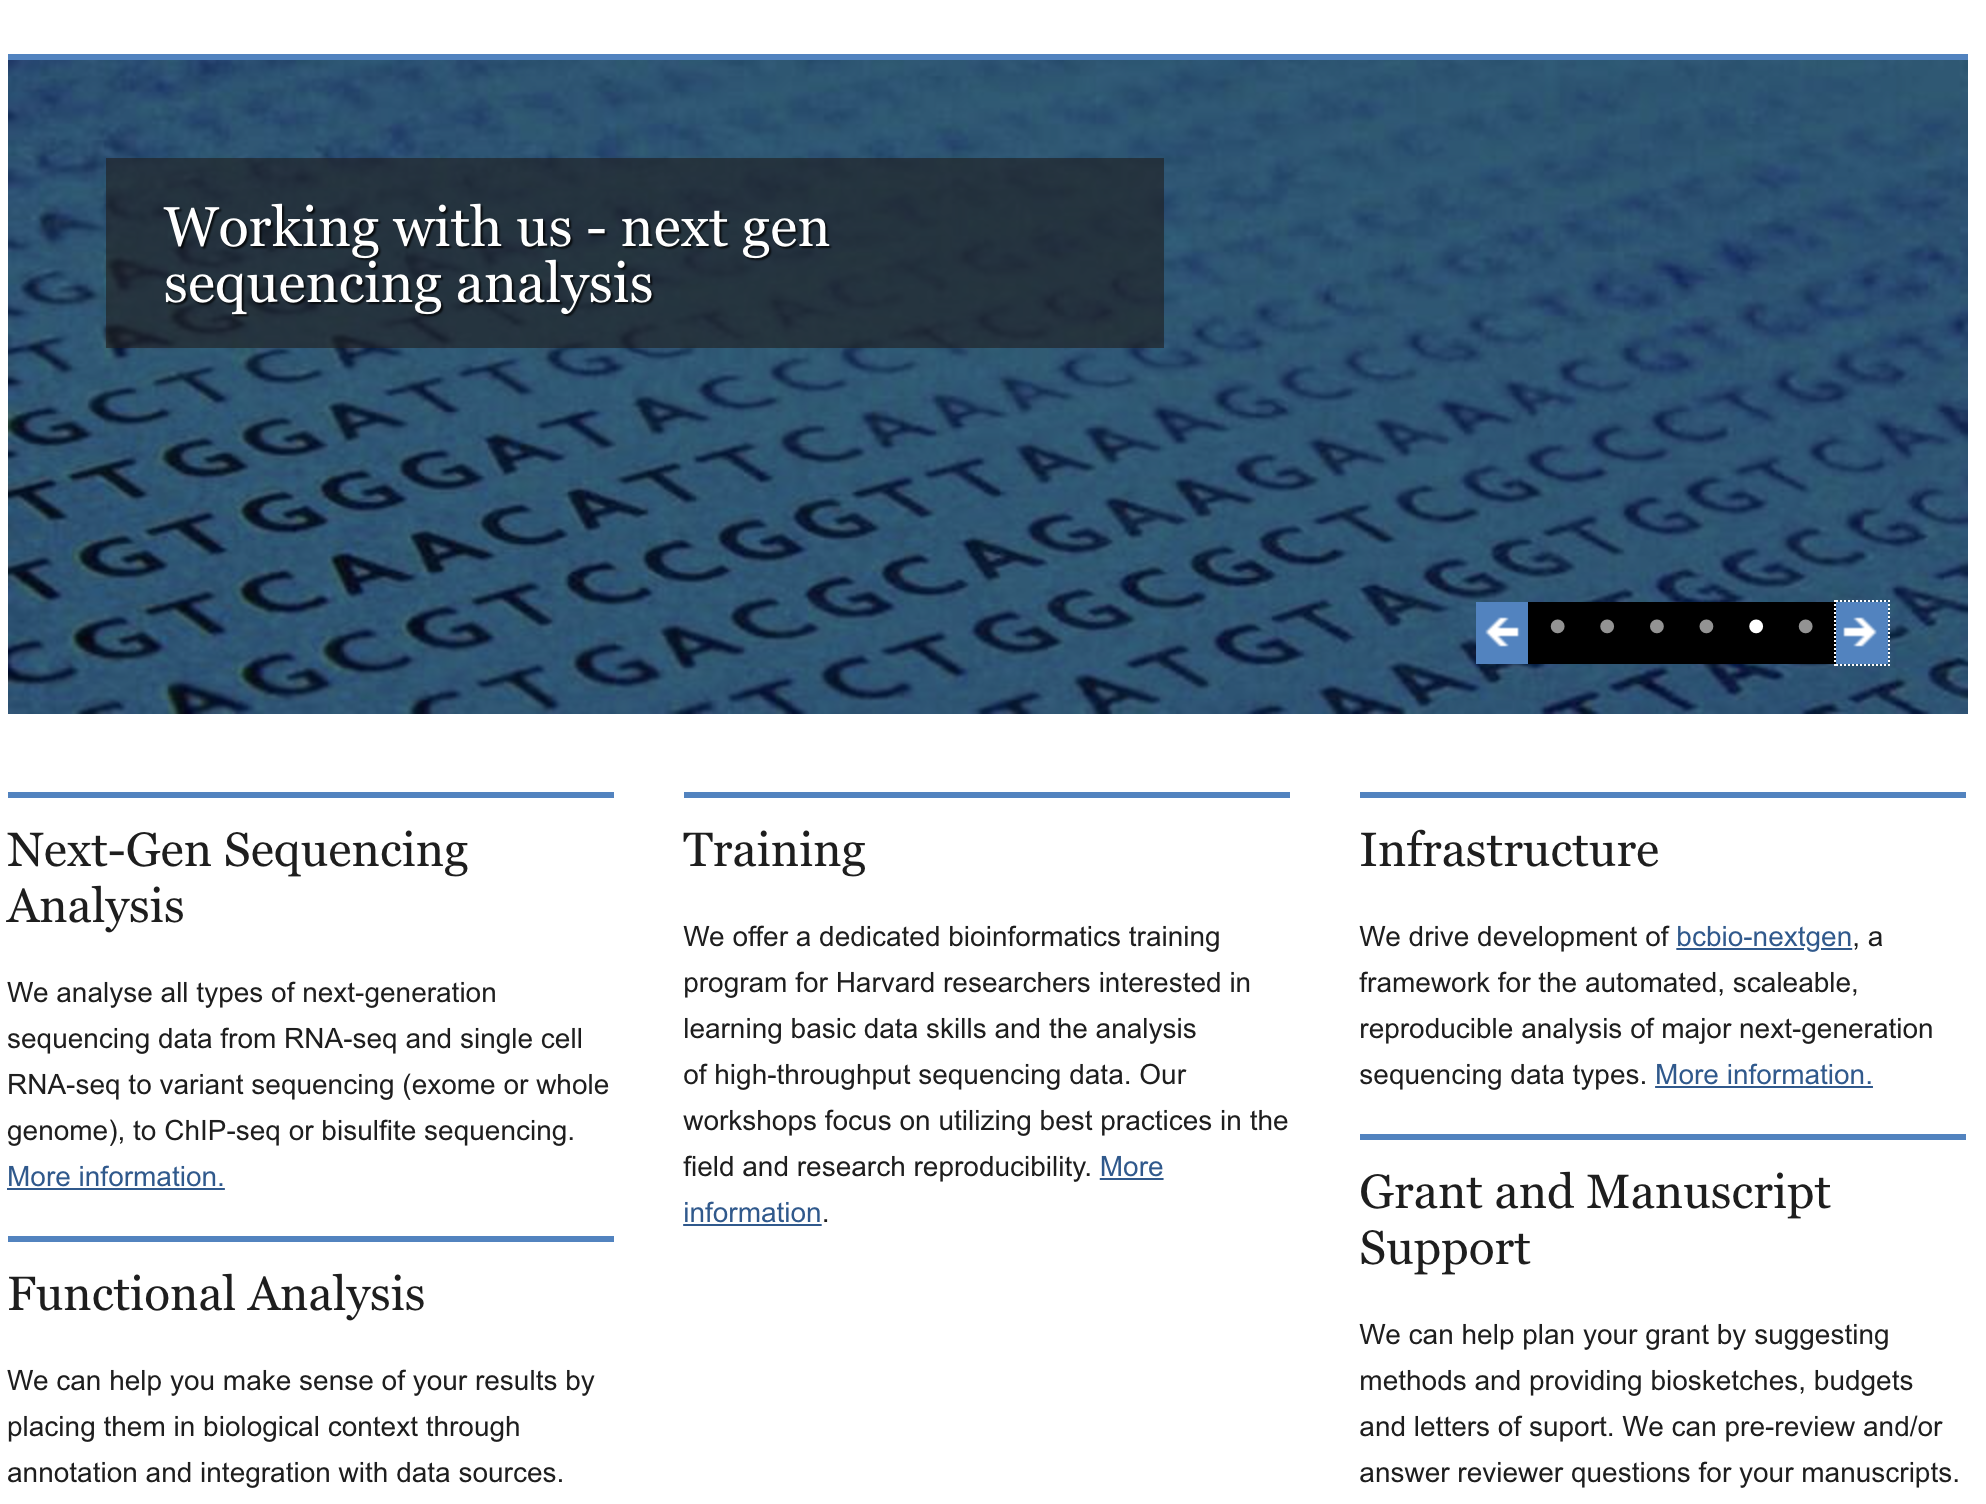 Working with us - next gen
sequencing analysis
Next-Gen Sequencing
Analysis
We analyse all types of next-generation
sequencing data from RNA-seq and single cell
RNA-seq to variant sequencing (exome or whole
genome), to ChIP-seq or bisulfite sequencing.
More information.
Functional Analysis
We can help you make sense of your results by
placing them in biological context through
annotation and integration with data sources.
Training
We offer a dedicated bioinformatics training
program for Harvard researchers interested in
learning basic data skills and the analysis
of high-throughput sequencing data. Our
workshops focus on utilizing best practices in the
field and research reproducibility. More
information.
Infrastructure
We drive development of bcbio-nextgen, a
framework for the automated, scaleable,
reproducible analysis of major next-generation
sequencing data types. More information.
Grant and Manuscript
Support
We can help plan your grant by suggesting
methods and providing biosketches, budgets
and letters of suport. We can pre-review and/or
answer reviewer questions for your manuscripts.